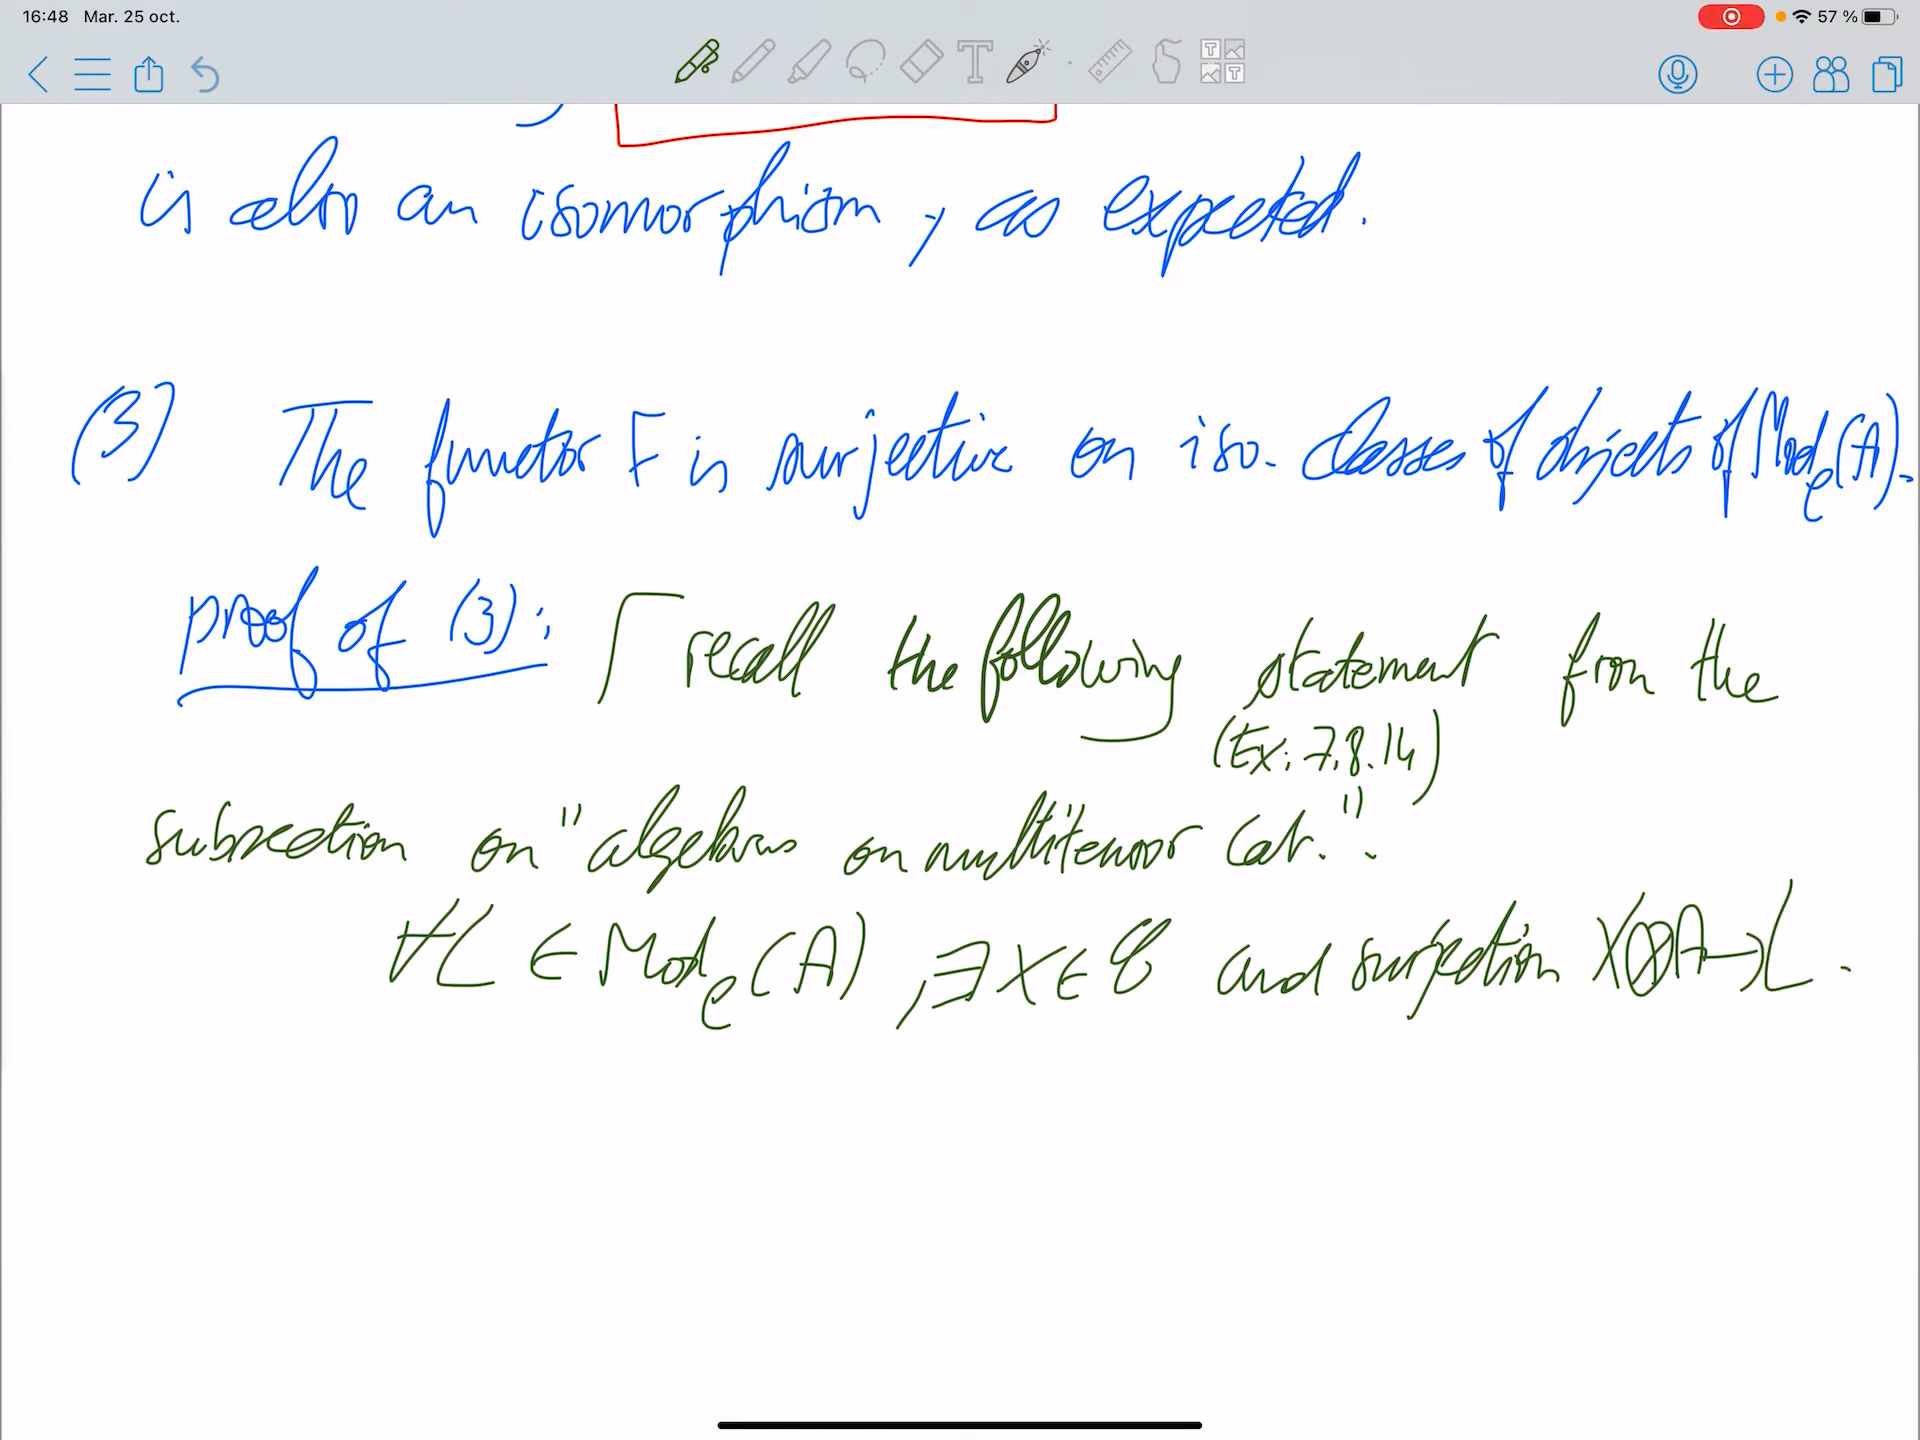 16:48 Mar. 25 oct. 57 %
is also an isomorphism, as expected.
(3) The functor F is surjective on iso. classes of objects of Mod_e(A).
proof of (3): ⌈ recall the following statement from the
(Ex: 7.8.14)
subsection on "algebras on multitensor cat.".
∀L ∈ Mod_e(A), ∃X ∈ 𝒞 and surjection X⊗A→L.